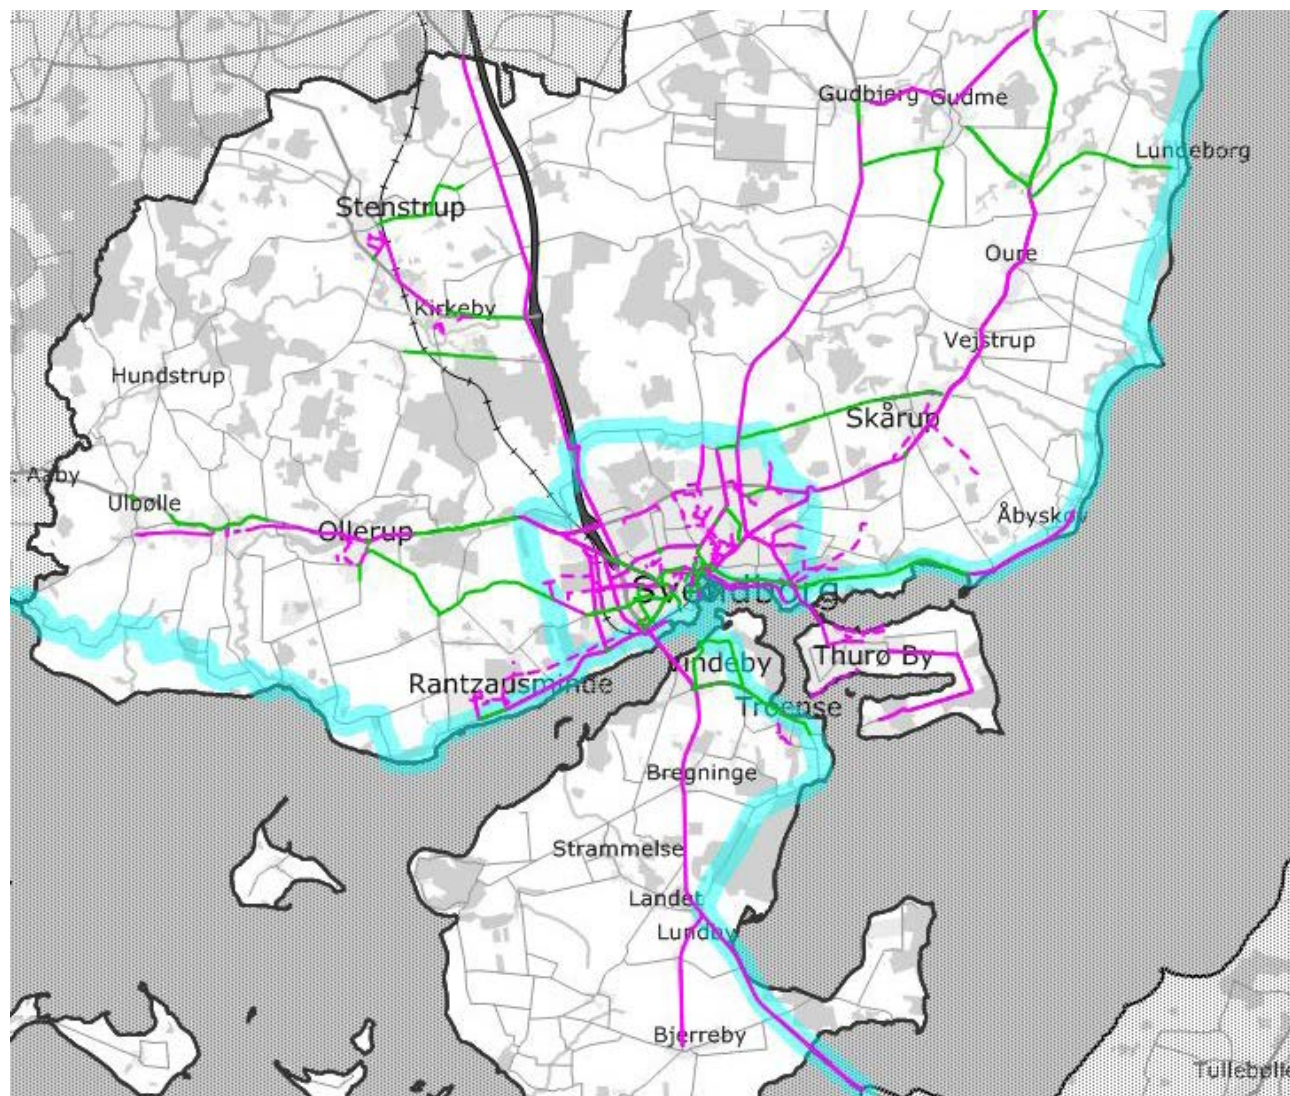 Gudbjerg Gudme
Lundeborg
Stenstrup
Oure
Kirkeby
Vejstrup
Hundstrup
Skårup
Aaby
Ulbølle
Ollerup
Åbyskov
Svendborg
Vindeby
Thurø By
Rantzausminde
Troense
Bregninge
Strammelse
Landet
Lundby
Bjerreby
Tullebølle